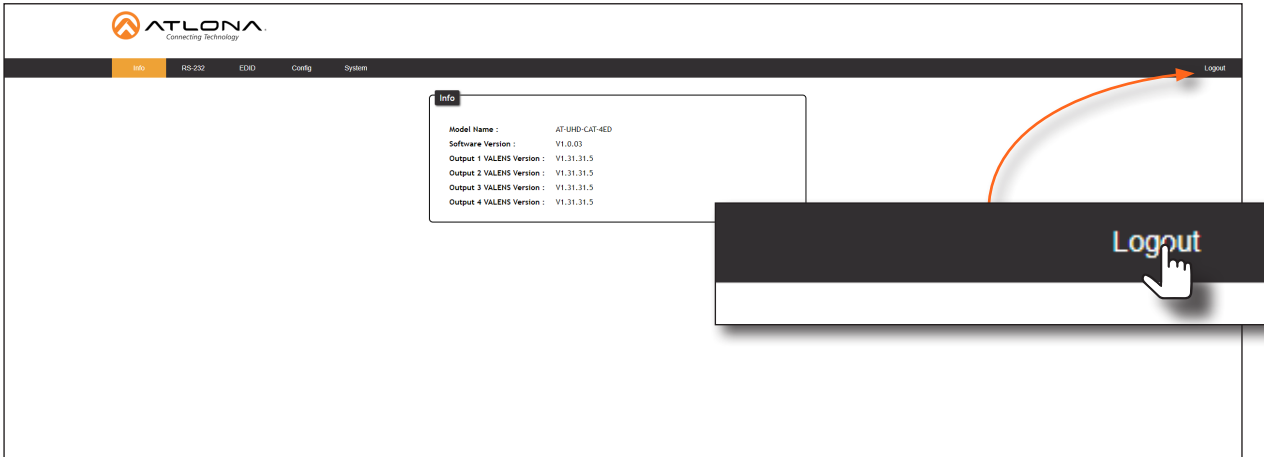 ATLONA.
Connecting Technology
Info RS-232 EDID Config System Logout
Info
Model Name : AT-UHD-CAT-4ED
Software Version : V1.0.03
Output 1 VALENS Version : V1.31.31.5
Output 2 VALENS Version : V1.31.31.5
Output 3 VALENS Version : V1.31.31.5
Output 4 VALENS Version : V1.31.31.5
Logout